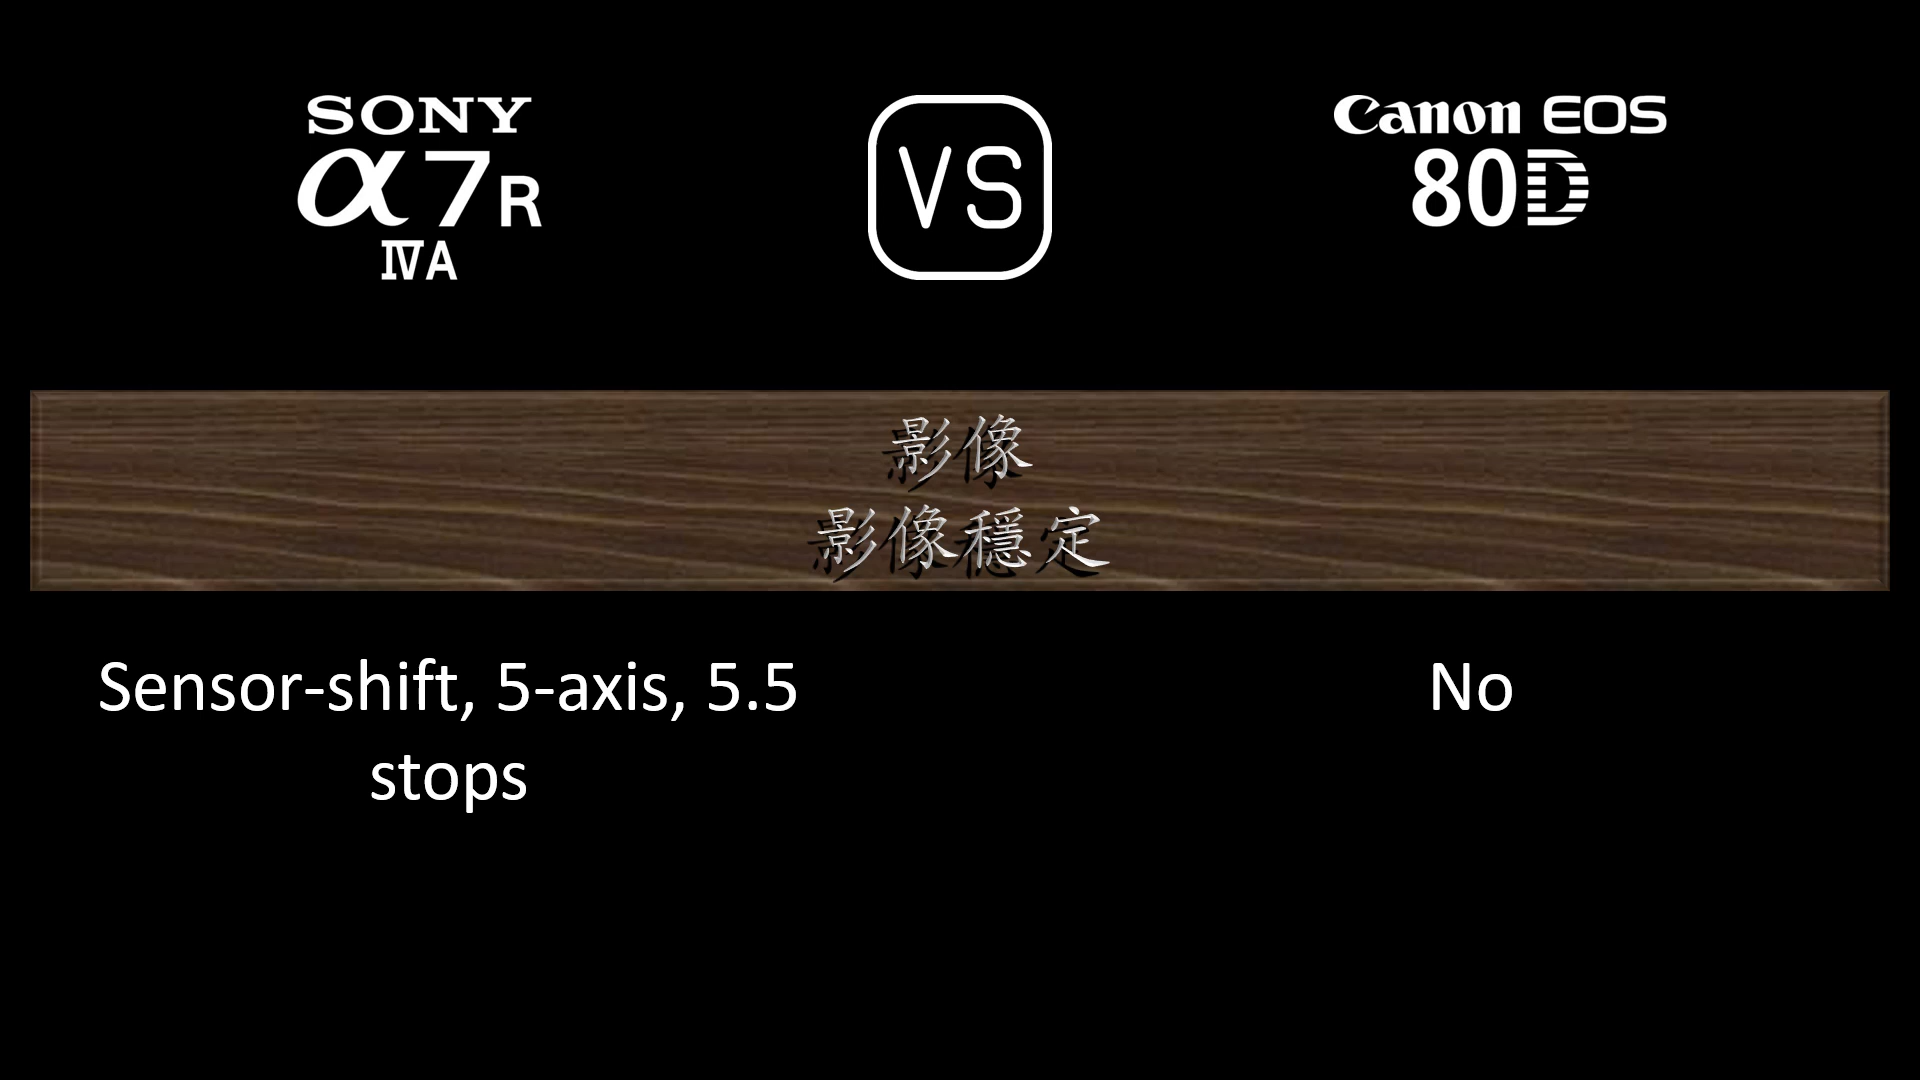 SONY
α7R
IVA
VS
Canon EOS
80D
影像
影像穩定
Sensor-shift, 5-axis, 5.5
stops
No